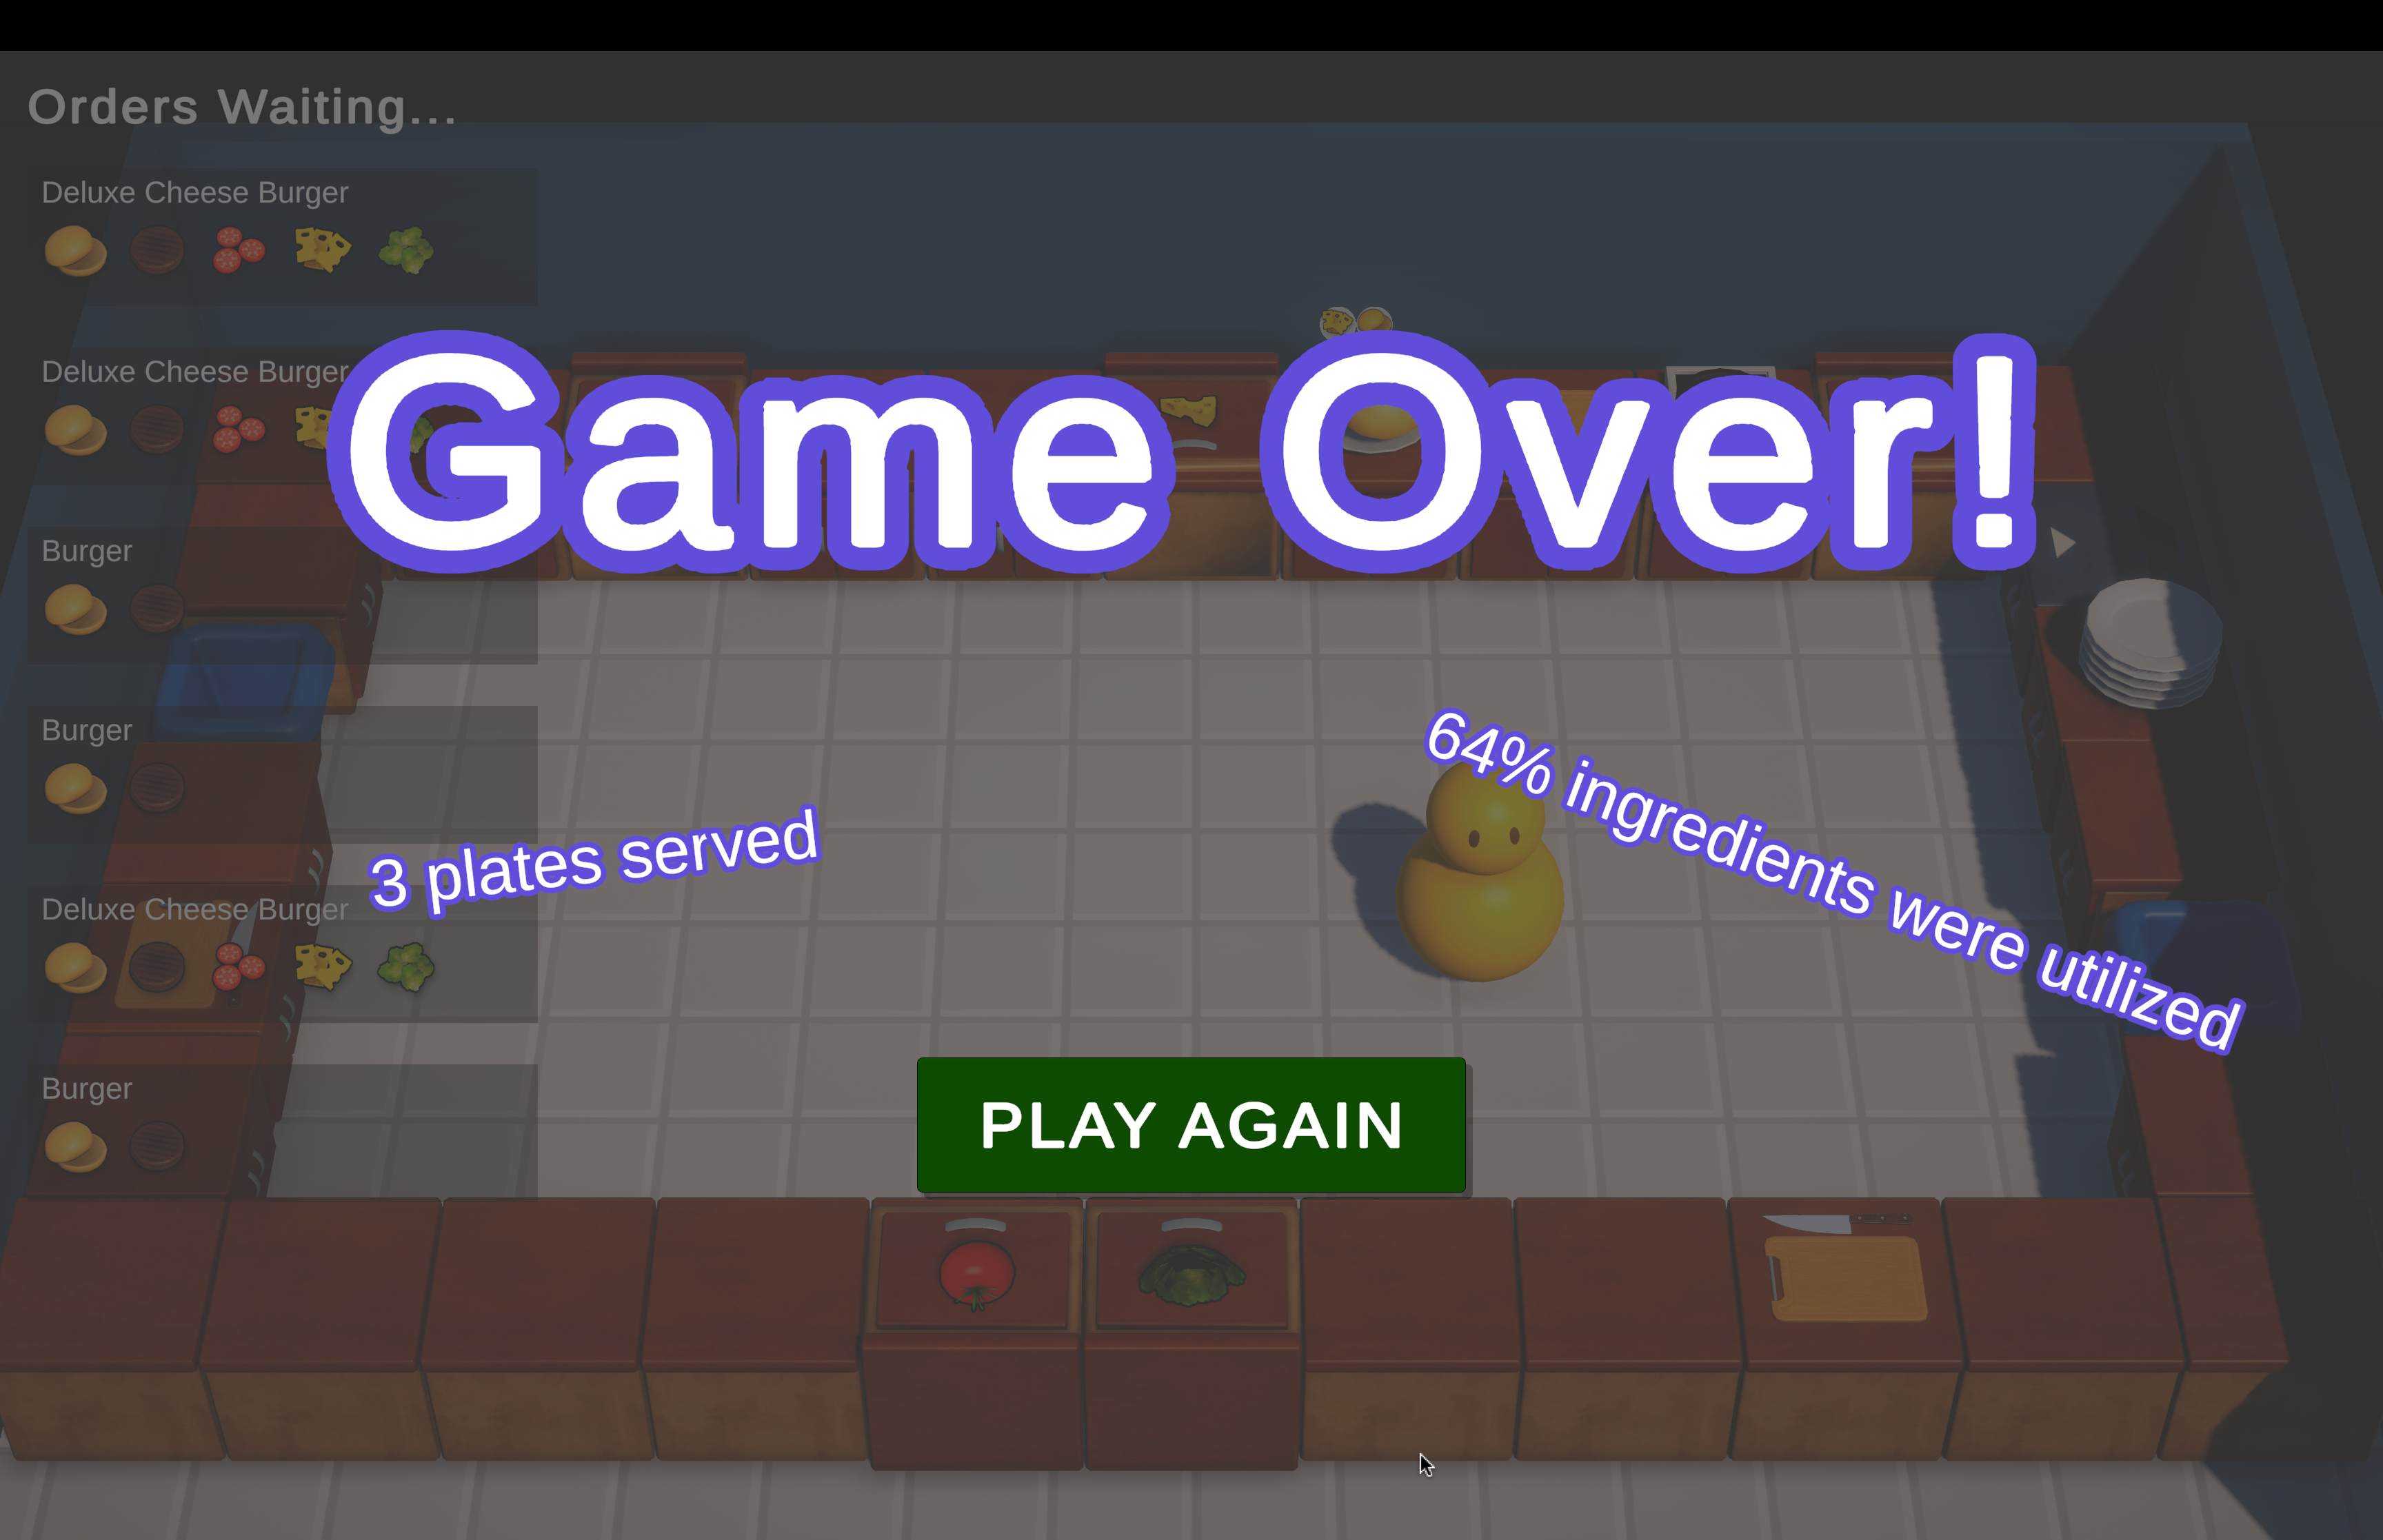 Orders Waiting...
Deluxe Cheese Burger
Deluxe Cheese Burger
Game Over!
Burger
Burger
64% ingredients were utilized
3 plates served
Deluxe Cheese Burger
Burger
PLAY AGAIN